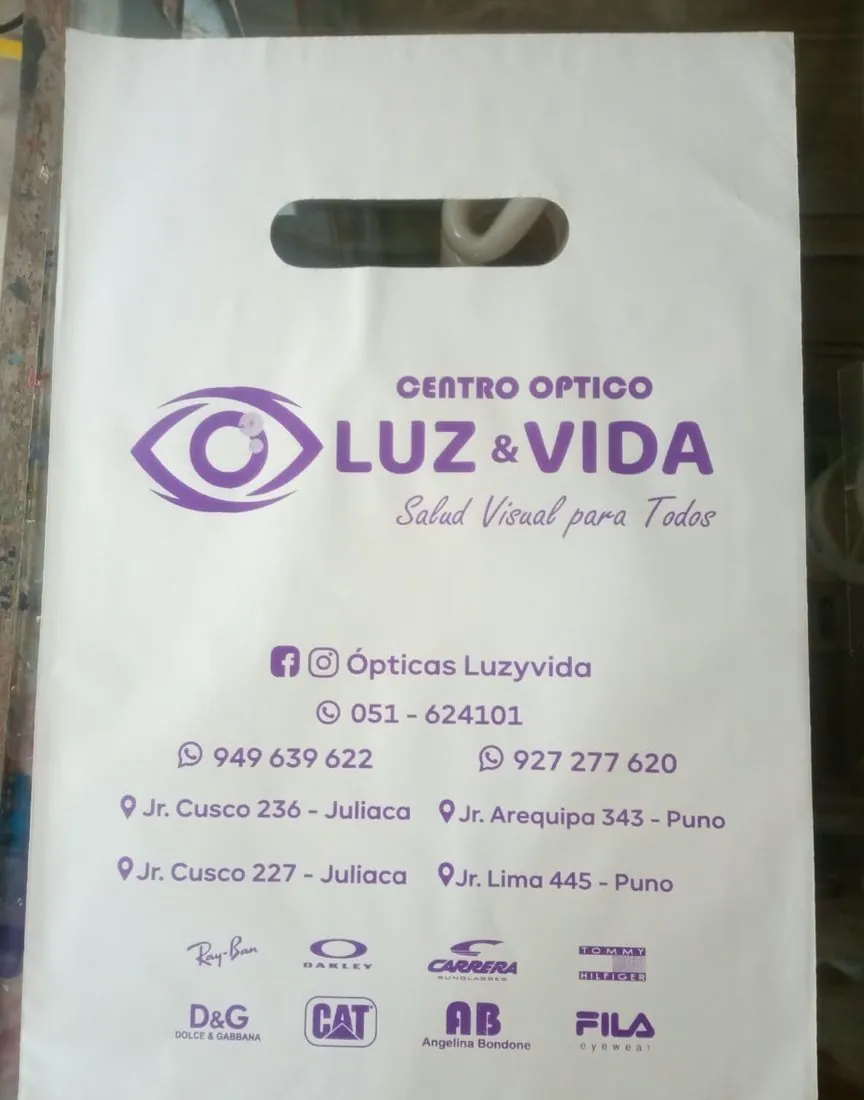 CENTRO OPTICO
LUZ & VIDA
Salud Visual para Todos
Ópticas Luzyvida
051 - 624101
949 639 622
927 277 620
Jr. Cusco 236 - Juliaca
Jr. Arequipa 343 - Puno
Jr. Cusco 227 - Juliaca
Jr. Lima 445 - Puno
Ray-Ban
OAKLEY
CARRERA
SUNGLASSES
TOMMY
HILFIGER
D&G
DOLCE & GABBANA
CAT
AB
Angelina Bondone
FILA
eyewear